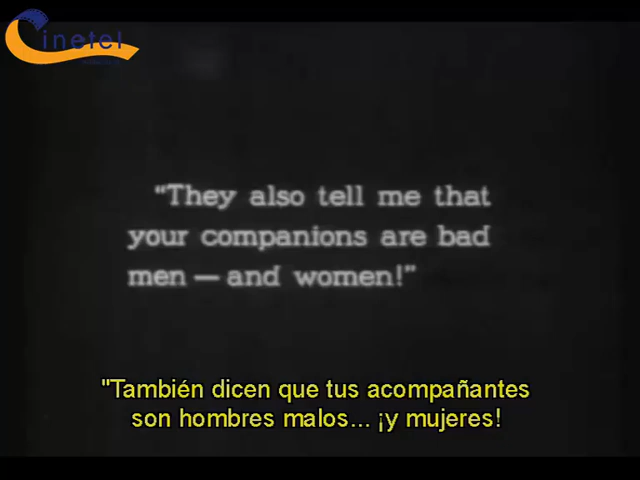 Cinetel
"They also tell me that
your companions are bad
men — and women!"
"También dicen que tus acompañantes
son hombres malos... ¡y mujeres!